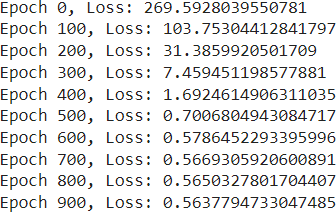 Epoch 0, Loss: 269.5928039550781
Epoch 100, Loss: 103.75304412841797
Epoch 200, Loss: 31.3859920501709
Epoch 300, Loss: 7.459451198577881
Epoch 400, Loss: 1.6924614906311035
Epoch 500, Loss: 0.7006804943084717
Epoch 600, Loss: 0.5786452293395996
Epoch 700, Loss: 0.5669305920600891
Epoch 800, Loss: 0.5650327801704407
Epoch 900, Loss: 0.5637794733047485